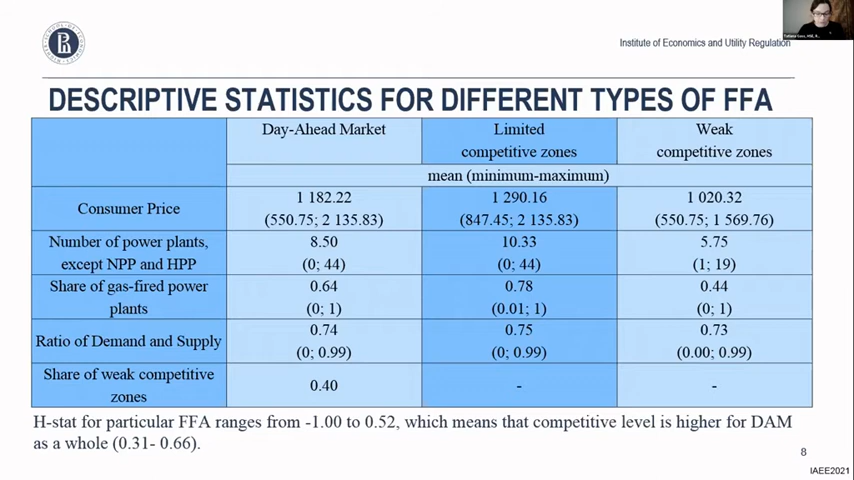 Institute of Economics and Utility Regulation
DESCRIPTIVE STATISTICS FOR DIFFERENT TYPES OF FFA
Day-Ahead Market
Limited
competitive zones
Weak
competitive zones
mean (minimum-maximum)
Consumer Price
1 182.22
(550.75; 2 135.83)
1 290.16
(847.45; 2 135.83)
1 020.32
(550.75; 1 569.76)
Number of power plants,
except NPP and HPP
8.50
(0; 44)
10.33
(0; 44)
5.75
(1; 19)
Share of gas-fired power
plants
0.64
(0; 1)
0.78
(0.01; 1)
0.44
(0; 1)
Ratio of Demand and Supply
0.74
(0; 0.99)
0.75
(0; 0.99)
0.73
(0.00; 0.99)
Share of weak competitive
zones
0.40
-
-
H-stat for particular FFA ranges from -1.00 to 0.52, which means that competitive level is higher for DAM
as a whole (0.31- 0.66).
8
IAEE2021